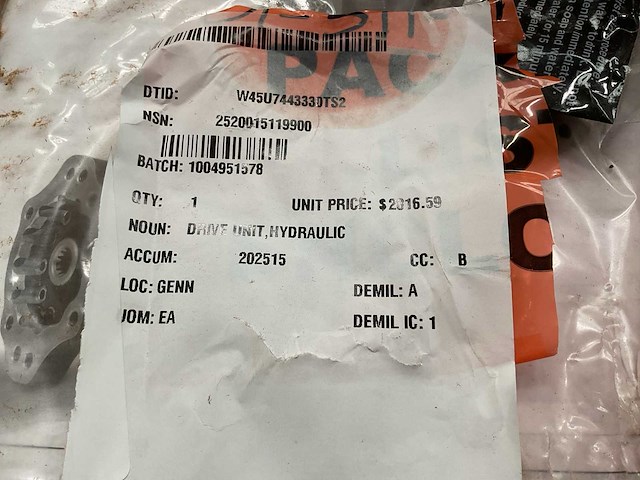 PAC
DTID: W45U7443330TS2
NSN: 2520015119900
BATCH: 1004951578
QTY: 1 UNIT PRICE: $2016.59
NOUN: DRIVE UNIT,HYDRAULIC
ACCUM: 202515 CC: B
LOC: GENN DEMIL: A
UOM: EA DEMIL IC: 1